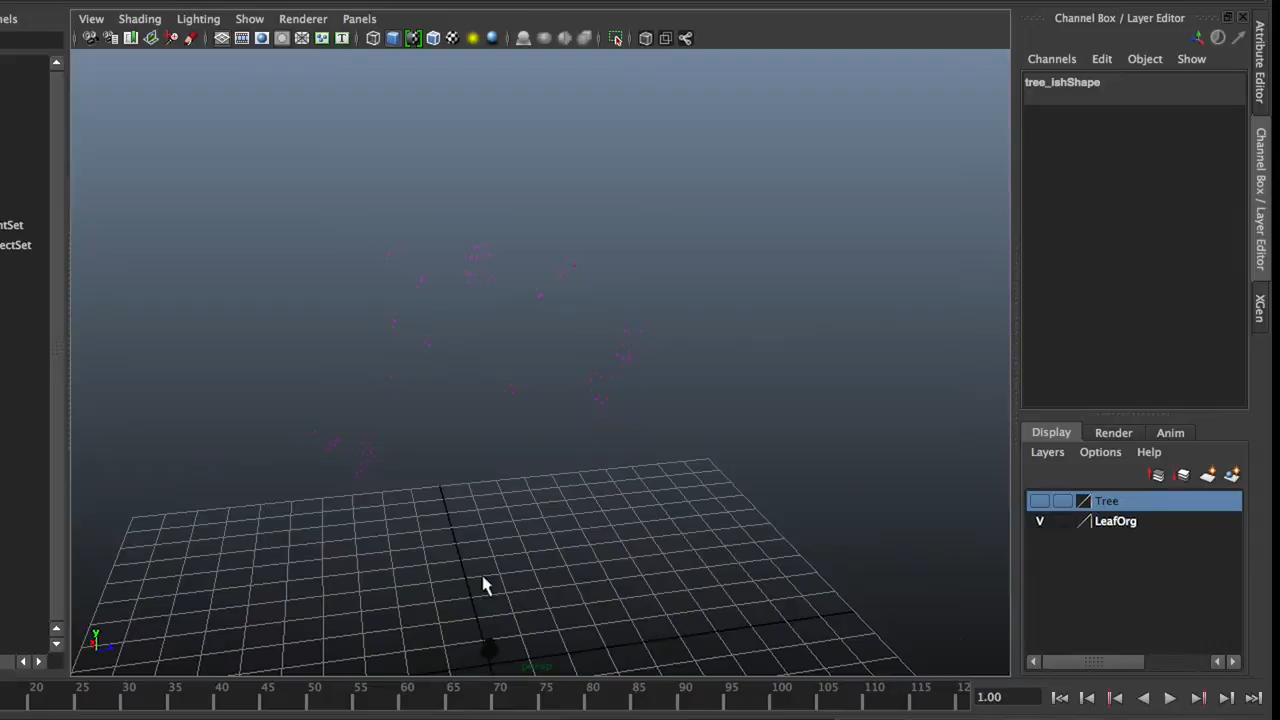 nels
View Shading Lighting Show Renderer Panels
Channel Box / Layer Editor
Channels Edit Object Show
tree_ishShape
Attribute Editor
Channel Box / Layer Editor
XGen
ntSet
ectSet
Display Render Anim
Layers Options Help
Tree
V LeafOrg
y
persp
20 25 30 35 40 45 50 55 60 65 70 75 80 85 90 95 100 105 110 115 12
1.00